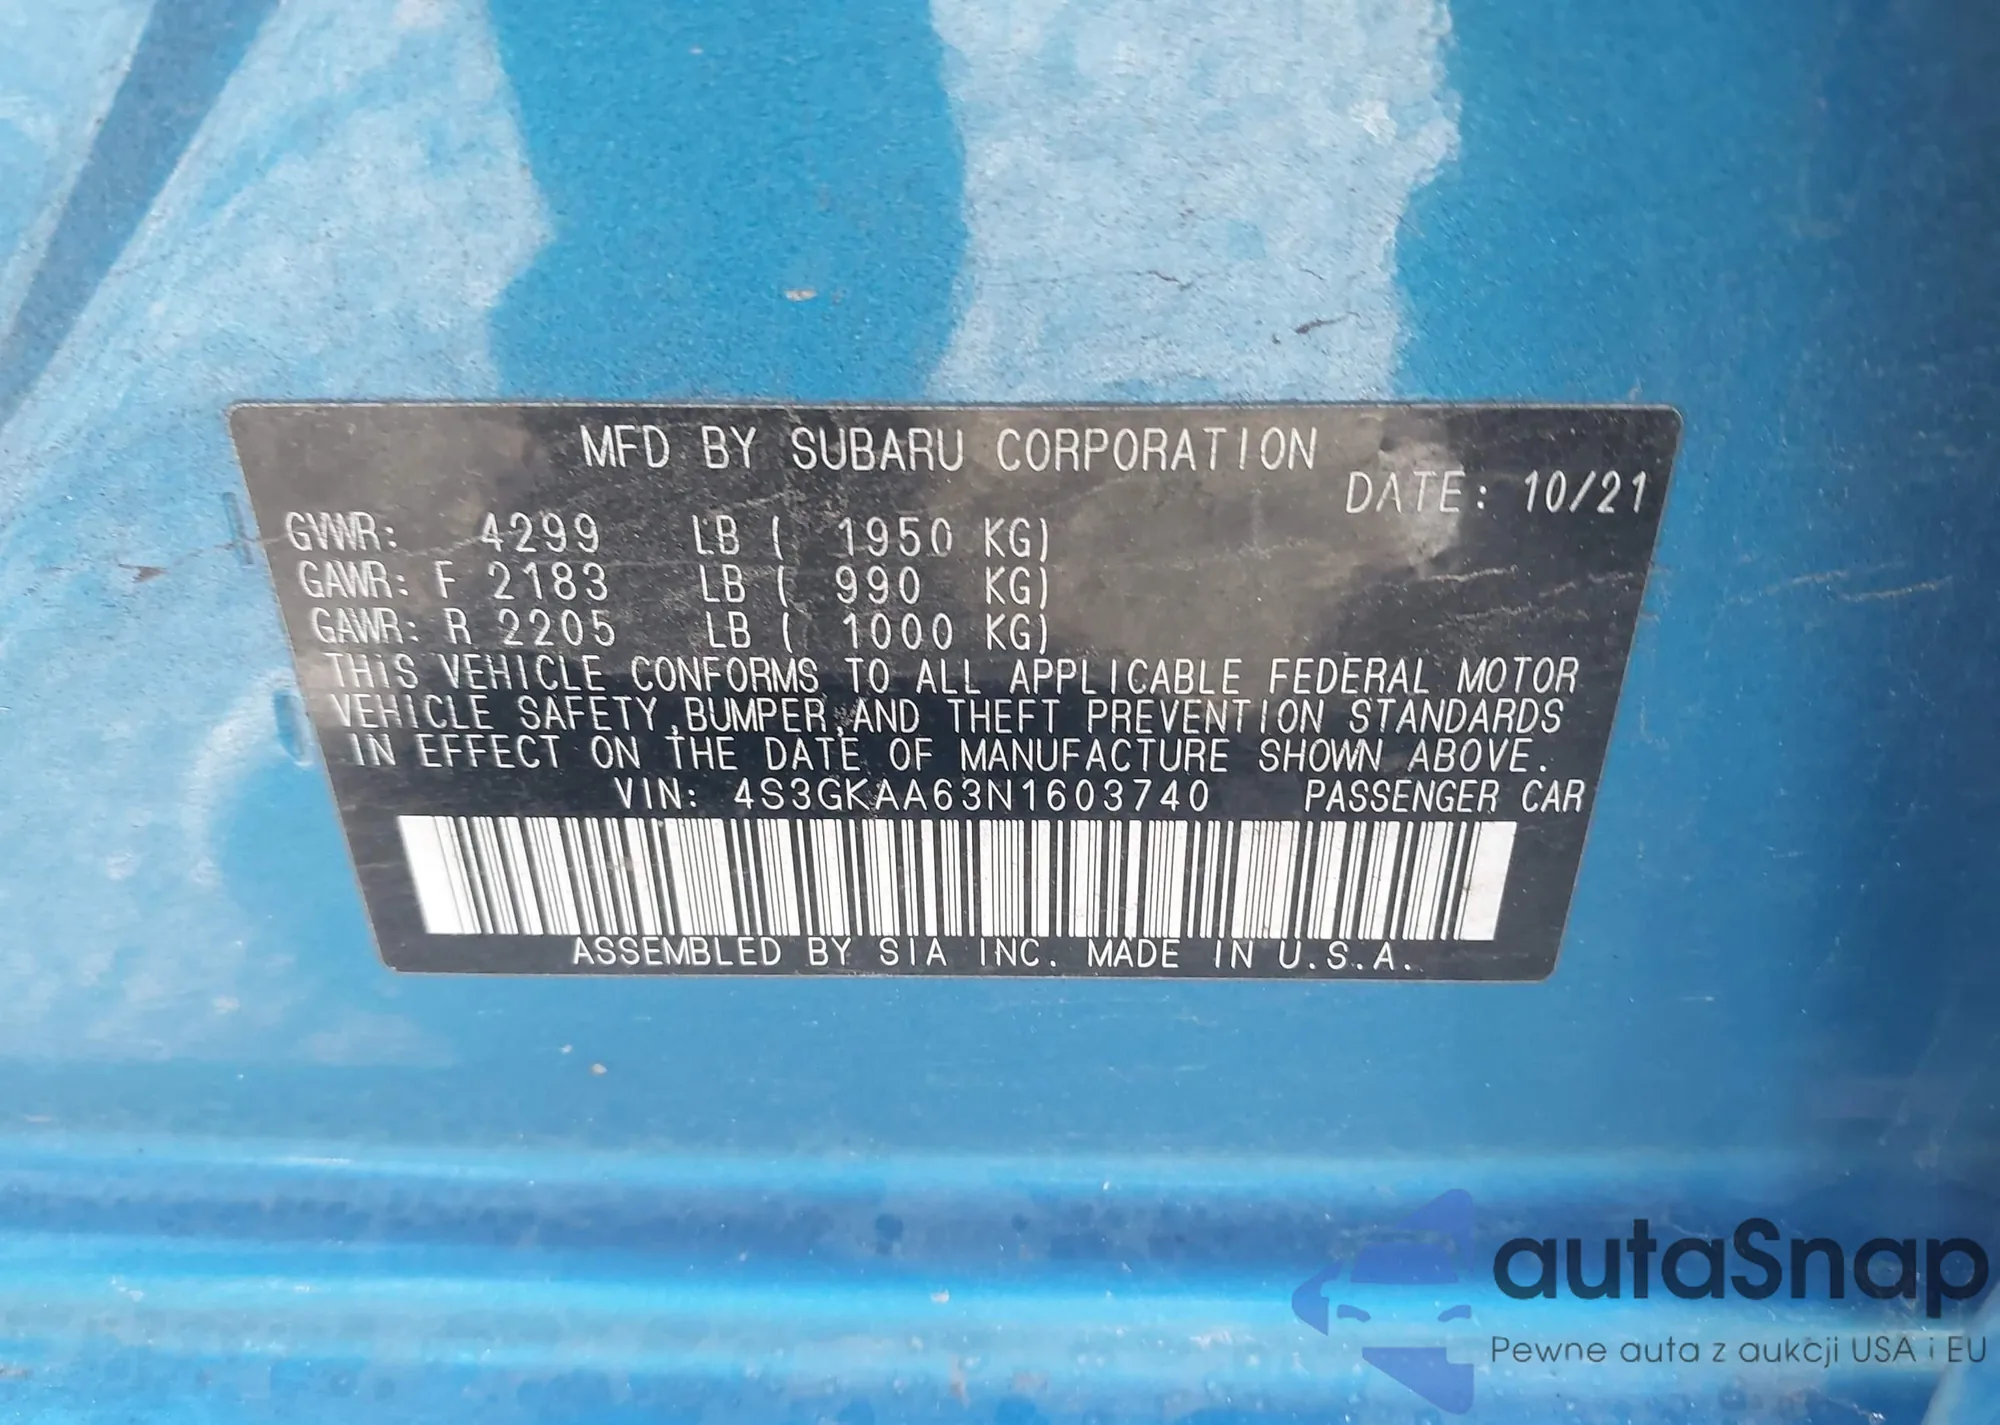 MFD BY SUBARU CORPORATION
DATE: 10/21
GVWR: 4299 LB ( 1950 KG)
GAWR: F 2183 LB ( 990 KG)
GAWR: R 2205 LB ( 1000 KG)
THIS VEHICLE CONFORMS TO ALL APPLICABLE FEDERAL MOTOR
VEHICLE SAFETY,BUMPER,AND THEFT PREVENTION STANDARDS
IN EFFECT ON THE DATE OF MANUFACTURE SHOWN ABOVE.
VIN: 4S3GKAA63N1603740 PASSENGER CAR
ASSEMBLED BY SIA INC. MADE IN U.S.A.
autaSnap
Pewne auta z aukcji USA i EU